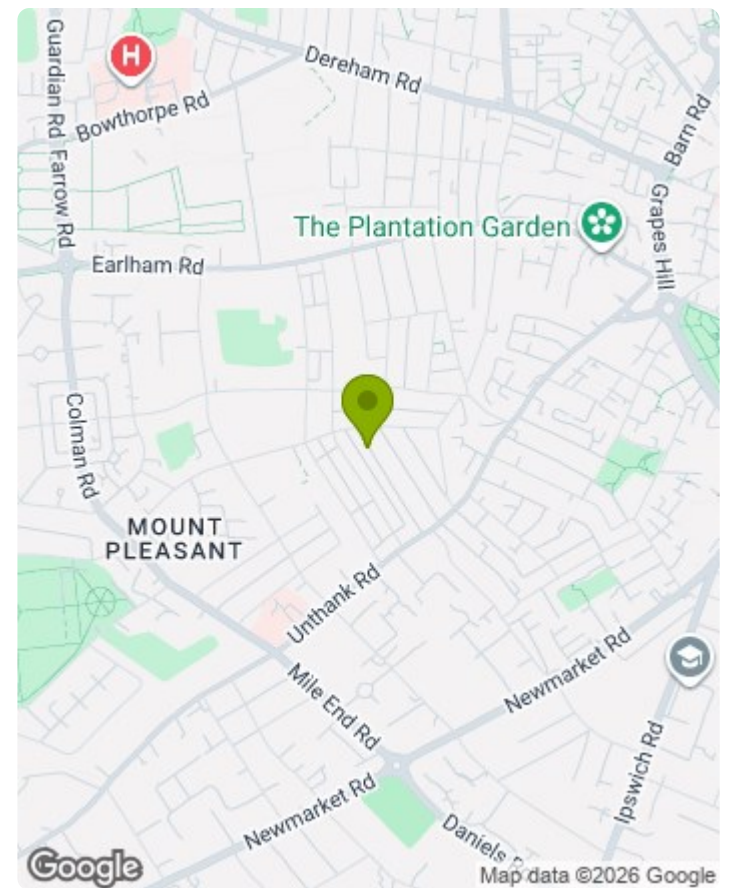 Guardian Rd
H
Dereham Rd
Bowthorpe Rd
Barn Rd
Farrow Rd
The Plantation Garden
Grapes Hill
Earlham Rd
Colman Rd
MOUNT
PLEASANT
Unthank Rd
Newmarket Rd
Mile End Rd
Ipswich Rd
Newmarket Rd
Daniels
Google
Map data ©2026 Google